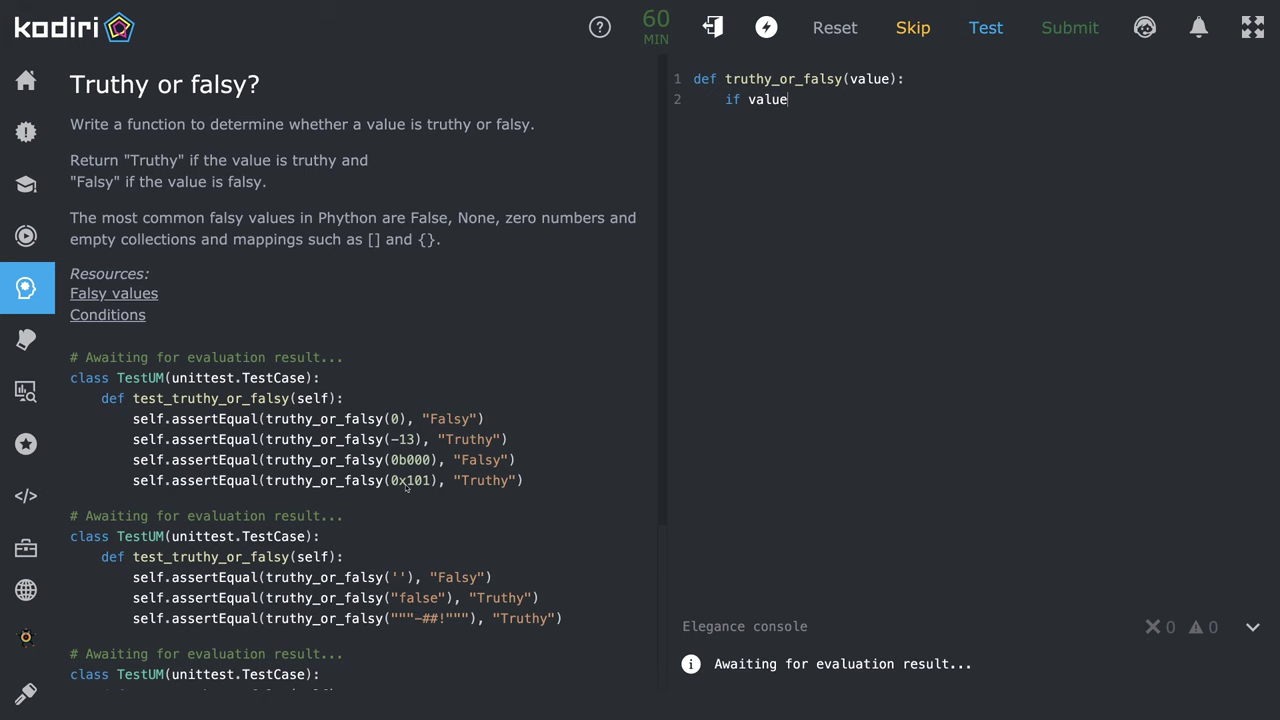 kodiri
?
60
MIN
Reset
Skip
Test
Submit
Truthy or falsy?
Write a function to determine whether a value is truthy or falsy.
Return "Truthy" if the value is truthy and
"Falsy" if the value is falsy.
The most common falsy values in Phython are False, None, zero numbers and
empty collections and mappings such as [] and {}.
Resources:
Falsy values
Conditions
# Awaiting for evaluation result...
class TestUM(unittest.TestCase):
    def test_truthy_or_falsy(self):
        self.assertEqual(truthy_or_falsy(0), "Falsy")
        self.assertEqual(truthy_or_falsy(-13), "Truthy")
        self.assertEqual(truthy_or_falsy(0b000), "Falsy")
        self.assertEqual(truthy_or_falsy(0x101), "Truthy")
# Awaiting for evaluation result...
class TestUM(unittest.TestCase):
    def test_truthy_or_falsy(self):
        self.assertEqual(truthy_or_falsy(''), "Falsy")
        self.assertEqual(truthy_or_falsy("false"), "Truthy")
        self.assertEqual(truthy_or_falsy("""-##!"""), "Truthy")
# Awaiting for evaluation result...
class TestUM(unittest.TestCase):
1 def truthy_or_falsy(value):
2     if value
Elegance console
0
0
Awaiting for evaluation result...